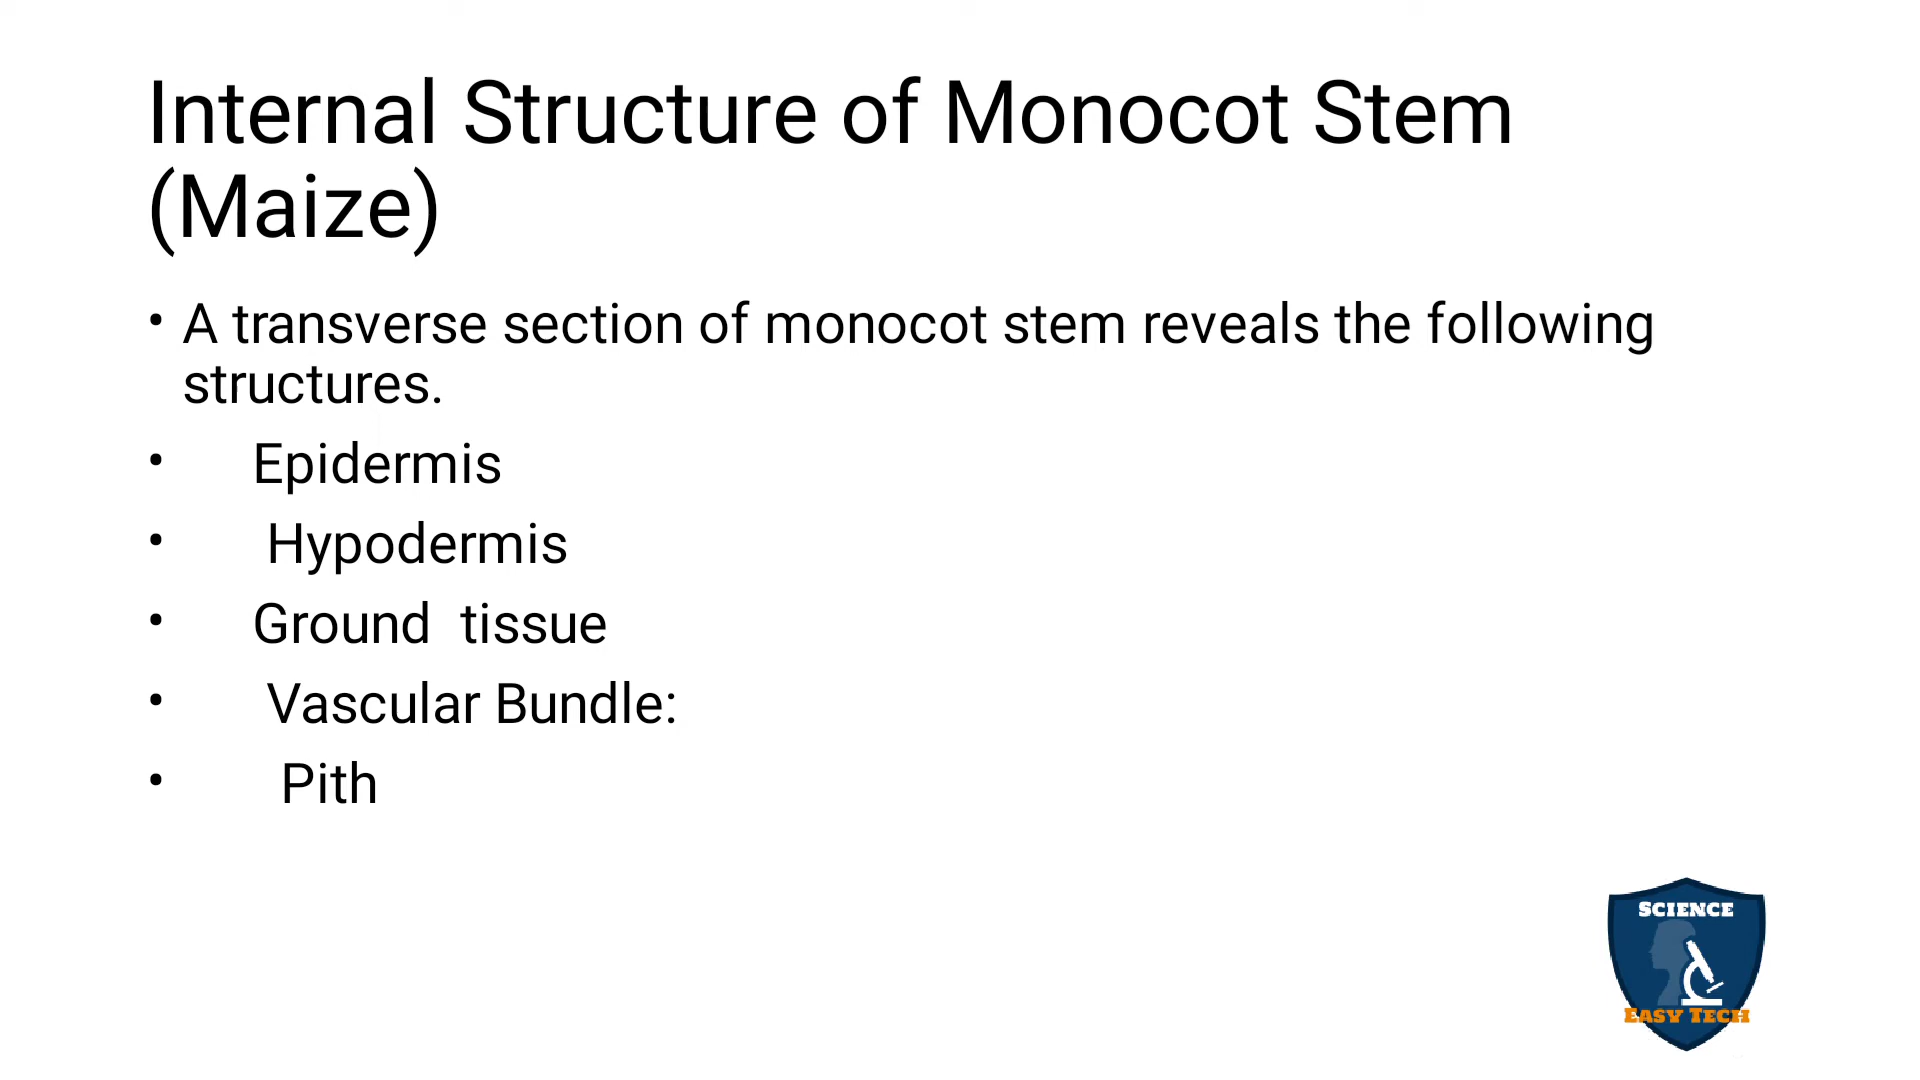 Internal Structure of Monocot Stem
(Maize)
• A transverse section of monocot stem reveals the following
structures.
• Epidermis
• Hypodermis
• Ground  tissue
• Vascular Bundle:
• Pith
SCIENCE
EASY TECH